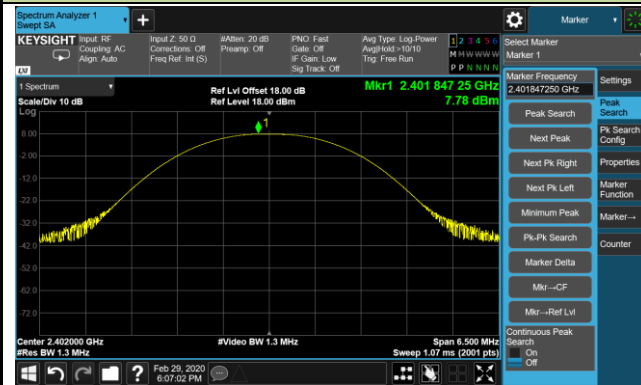 Spectrum Analyzer 1
Swept SA
Marker
KEYSIGHT
Input: RF
Coupling: AC
Align: Auto
Input Z: 50 Ω
Corrections: Off
Freq Ref: Int (S)
#Atten: 20 dB
Preamp: Off
PNO: Fast
Gate: Off
IF Gain: Low
Sig Track: Off
Avg Type: Log-Power
Avg|Hold:>10/10
Trig: Free Run
1 2 3 4 5 6
M W W W W W
P P N N N N
LXI
Select Marker
Marker 1
1 Spectrum
Scale/Div 10 dB
Log
Ref Lvl Offset 18.00 dB
Ref Level 18.00 dBm
Mkr1 2.401 847 25 GHz
7.78 dBm
1
8.00
-2.00
-12.0
-22.0
-32.0
-42.0
-52.0
-62.0
-72.0
Center 2.402000 GHz
#Res BW 1.3 MHz
#Video BW 1.3 MHz
Span 6.500 MHz
Sweep 1.07 ms (2001 pts)
Marker Frequency
2.401847250 GHz
Peak Search
Next Peak
Next Pk Right
Next Pk Left
Minimum Peak
Pk-Pk Search
Marker Delta
Mkr→CF
Mkr→Ref Lvl
Continuous Peak
Search
On
Off
Settings
Peak
Search
Pk Search
Config
Properties
Marker
Function
Marker→
Counter
Feb 29, 2020
6:07:02 PM